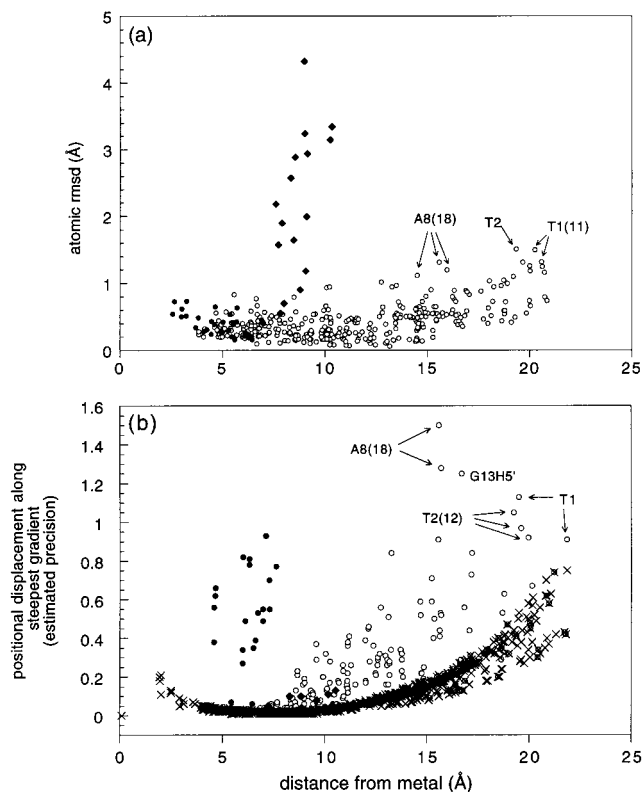 (a)
atomic rmsd (Å)
5
4
3
2
1
0
A8(18)
T2
T1(11)
0 5 10 15 20 25
(b)
positional displacement along
steepest gradient
(estimated precision)
1.6
1.4
1.2
1
0.8
0.6
0.4
0.2
0
A8(18)
G13H5'
T2(12)
T1
0 5 10 15 20 25
distance from metal (Å)